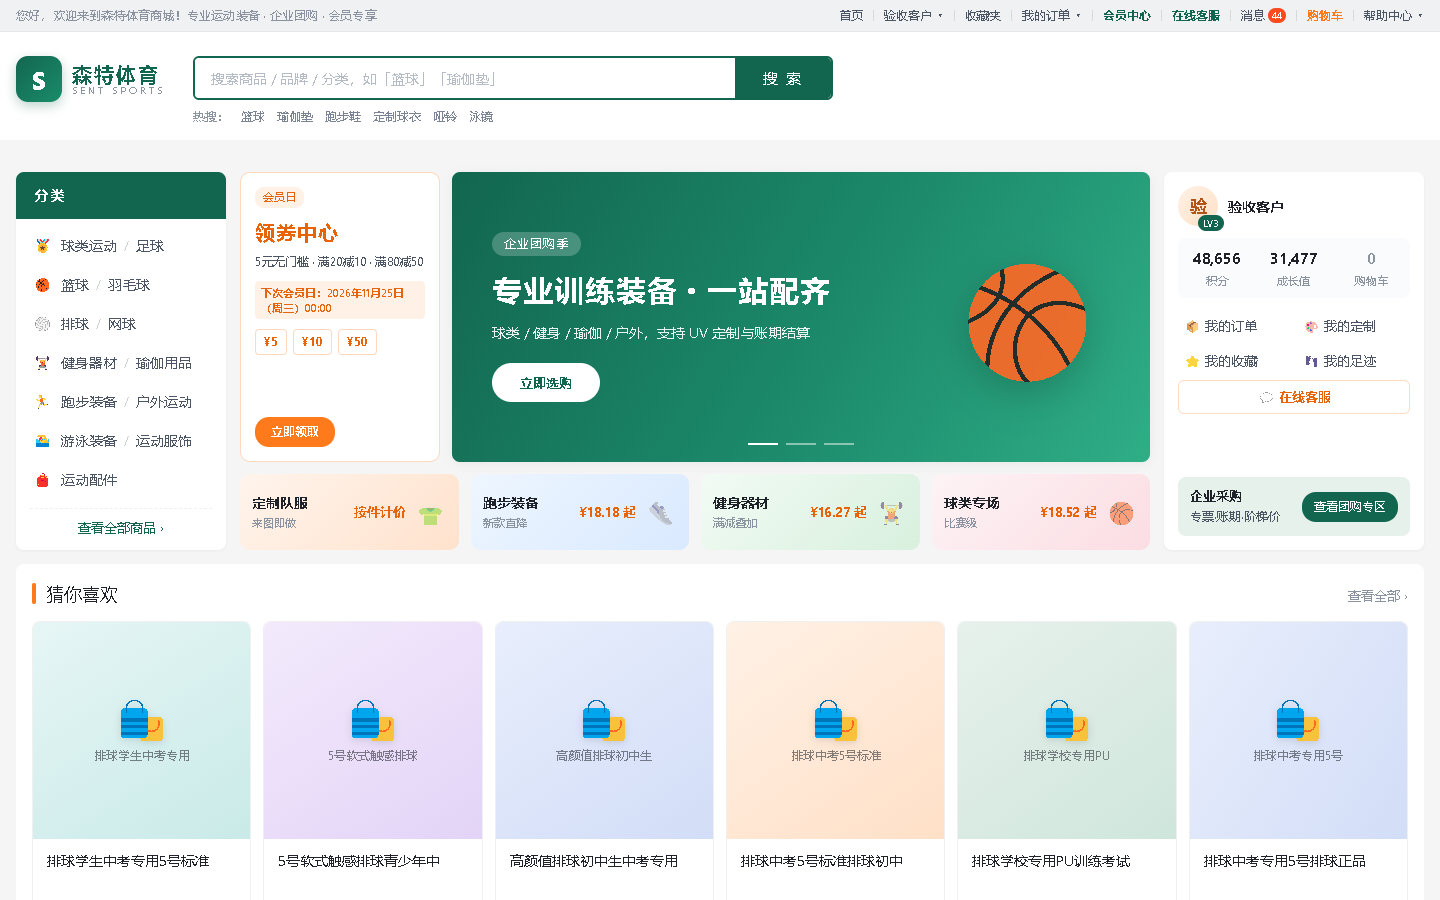 您好，欢迎来到森特体育商城！专业运动装备 · 企业团购 · 会员专享
首页
验收客户
收藏夹
我的订单
会员中心
在线客服
消息 44
购物车
帮助中心
S
森特体育
SENT SPORTS
搜索商品 / 品牌 / 分类，如「篮球」「瑜伽垫」
搜 索
热搜： 篮球 瑜伽垫 跑步鞋 定制球衣 哑铃 泳镜
分类
球类运动 / 足球
篮球 / 羽毛球
排球 / 网球
健身器材 / 瑜伽用品
跑步装备 / 户外运动
游泳装备 / 运动服饰
运动配件
查看全部商品 ›
会员日
领券中心
5元无门槛 · 满20减10 · 满80减50
下次会员日：2026年11月25日
（周三）00:00
¥5 ¥10 ¥50
立即领取
企业团购季
专业训练装备 · 一站配齐
球类 / 健身 / 瑜伽 / 户外，支持 UV 定制与账期结算
立即选购
验
LV3
验收客户
48,656 31,477 0
积分 成长值 购物车
我的订单 我的定制
我的收藏 我的足迹
在线客服
企业采购
专票·账期·阶梯价
查看团购专区
定制队服
来图即做
按件计价
跑步装备
新款直降
¥18.18 起
健身器材
满减叠加
¥16.27 起
球类专场
比赛级
¥18.52 起
猜你喜欢
查看全部 ›
排球学生中考专用
5号软式触感排球
高颜值排球初中生
排球中考5号标准
排球学校专用PU
排球中考专用5号
排球学生中考专用5号标准
5号软式触感排球青少年中
高颜值排球初中生中考专用
排球中考5号标准排球初中
排球学校专用PU训练考试
排球中考专用5号排球正品